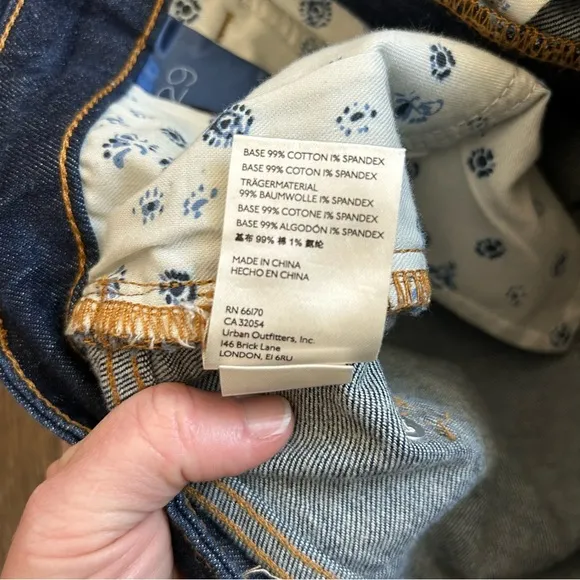 BASE 99% COTTON 1% SPANDEX
BASE 99% COTON 1% SPANDEX
TRÄGERMATERIAL
99% BAUMWOLLE 1% SPANDEX
BASE 99% COTONE 1% SPANDEX
BASE 99% ALGODÓN 1% SPANDEX
基布 99% 棉 1% 氨纶
MADE IN CHINA
HECHO EN CHINA
RN 66170
CA 32054
Urban Outfitters, Inc.
146 Brick Lane
LONDON, E1 6RU